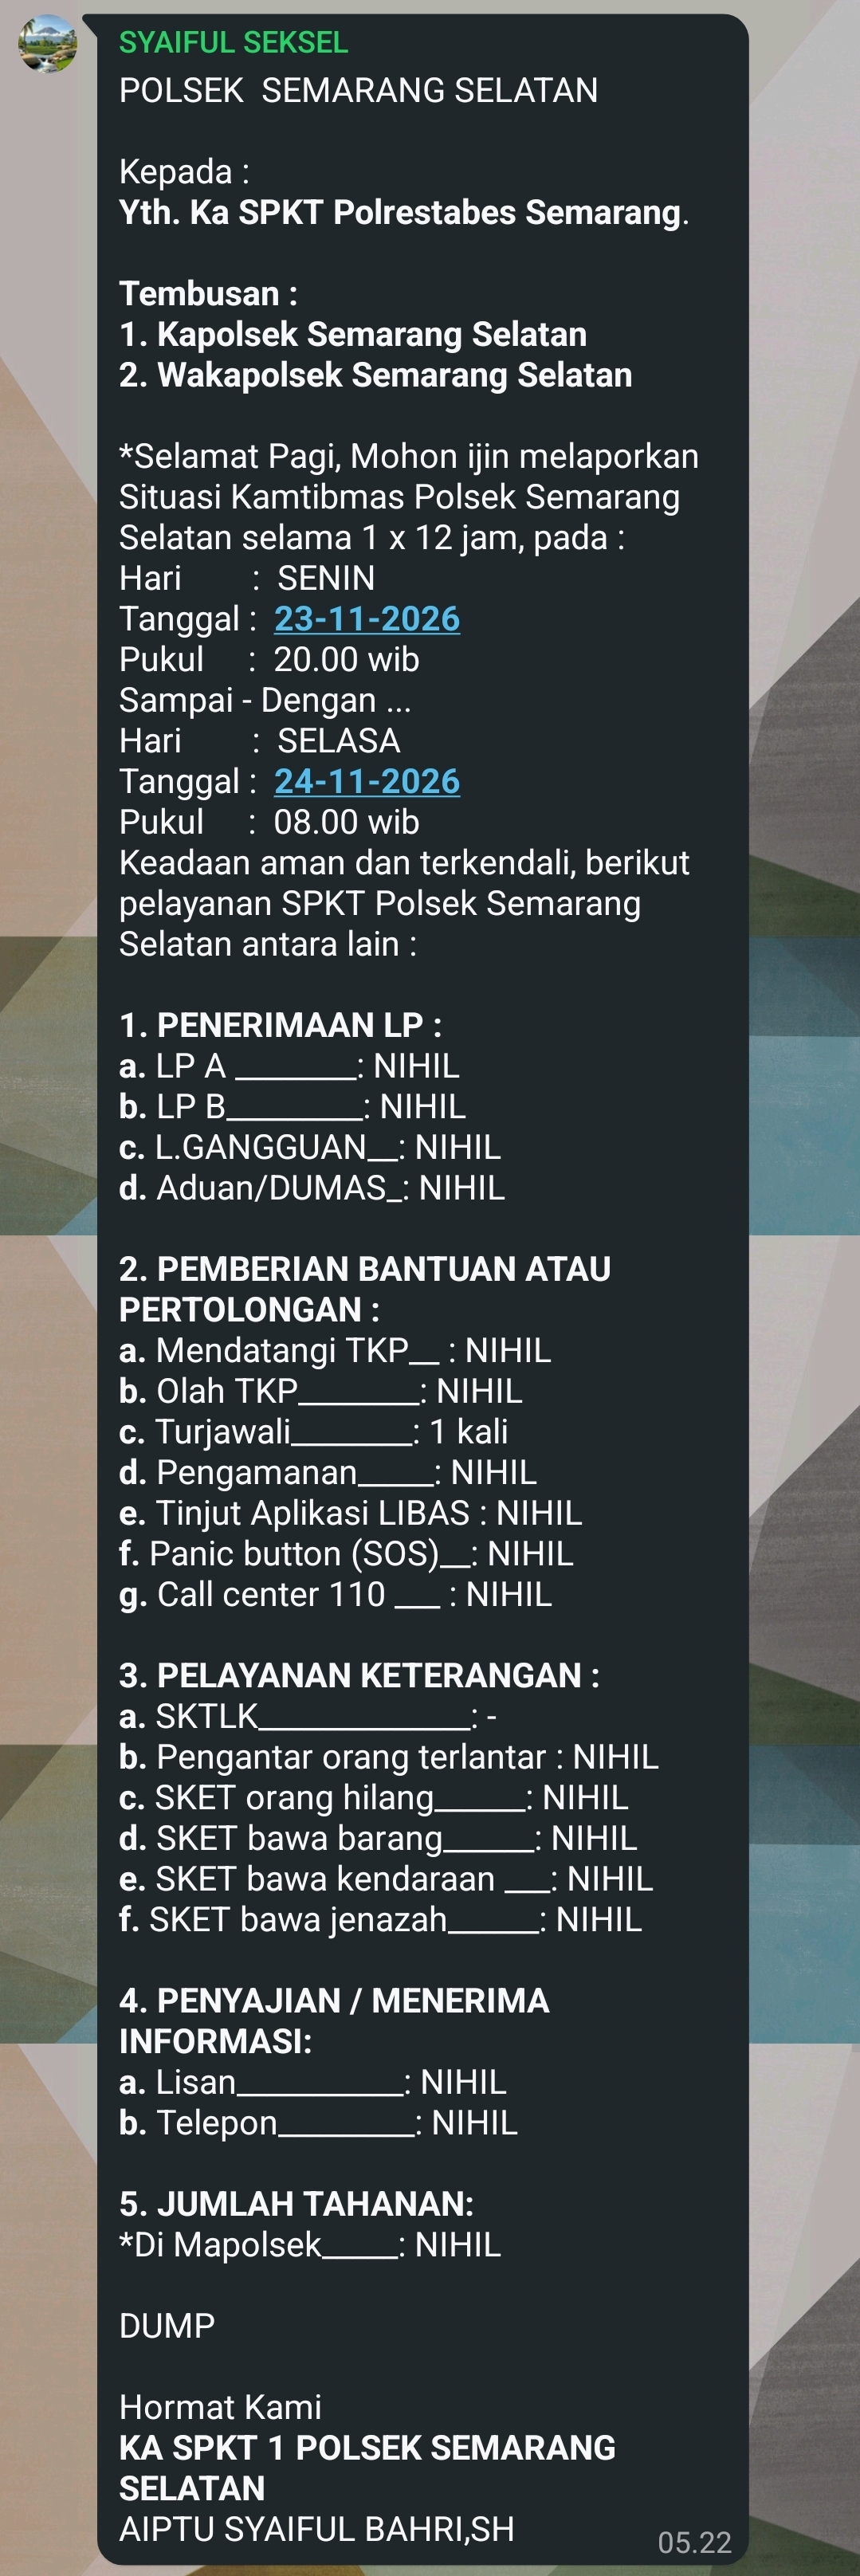 SYAIFUL SEKSEL
POLSEK  SEMARANG SELATAN
Kepada :
Yth. Ka SPKT Polrestabes Semarang.
Tembusan :
1. Kapolsek Semarang Selatan
2. Wakapolsek Semarang Selatan
*Selamat Pagi, Mohon ijin melaporkan
Situasi Kamtibmas Polsek Semarang
Selatan selama 1 x 12 jam, pada :
Hari        :  SENIN
Tanggal :  23-11-2026
Pukul     :  20.00 wib
Sampai - Dengan ...
Hari        :  SELASA
Tanggal :  24-11-2026
Pukul     :  08.00 wib
Keadaan aman dan terkendali, berikut
pelayanan SPKT Polsek Semarang
Selatan antara lain :
1. PENERIMAAN LP :
a. LP A ________: NIHIL
b. LP B_________: NIHIL
c. L.GANGGUAN__: NIHIL
d. Aduan/DUMAS_: NIHIL
2. PEMBERIAN BANTUAN ATAU
PERTOLONGAN :
a. Mendatangi TKP__ : NIHIL
b. Olah TKP________: NIHIL
c. Turjawali________: 1 kali
d. Pengamanan_____: NIHIL
e. Tinjut Aplikasi LIBAS : NIHIL
f. Panic button (SOS)__: NIHIL
g. Call center 110 ___ : NIHIL
3. PELAYANAN KETERANGAN :
a. SKTLK______________: -
b. Pengantar orang terlantar : NIHIL
c. SKET orang hilang______: NIHIL
d. SKET bawa barang______: NIHIL
e. SKET bawa kendaraan ___: NIHIL
f. SKET bawa jenazah______: NIHIL
4. PENYAJIAN / MENERIMA
INFORMASI:
a. Lisan___________: NIHIL
b. Telepon_________: NIHIL
5. JUMLAH TAHANAN:
*Di Mapolsek_____: NIHIL
DUMP
Hormat Kami
KA SPKT 1 POLSEK SEMARANG
SELATAN
AIPTU SYAIFUL BAHRI,SH
05.22